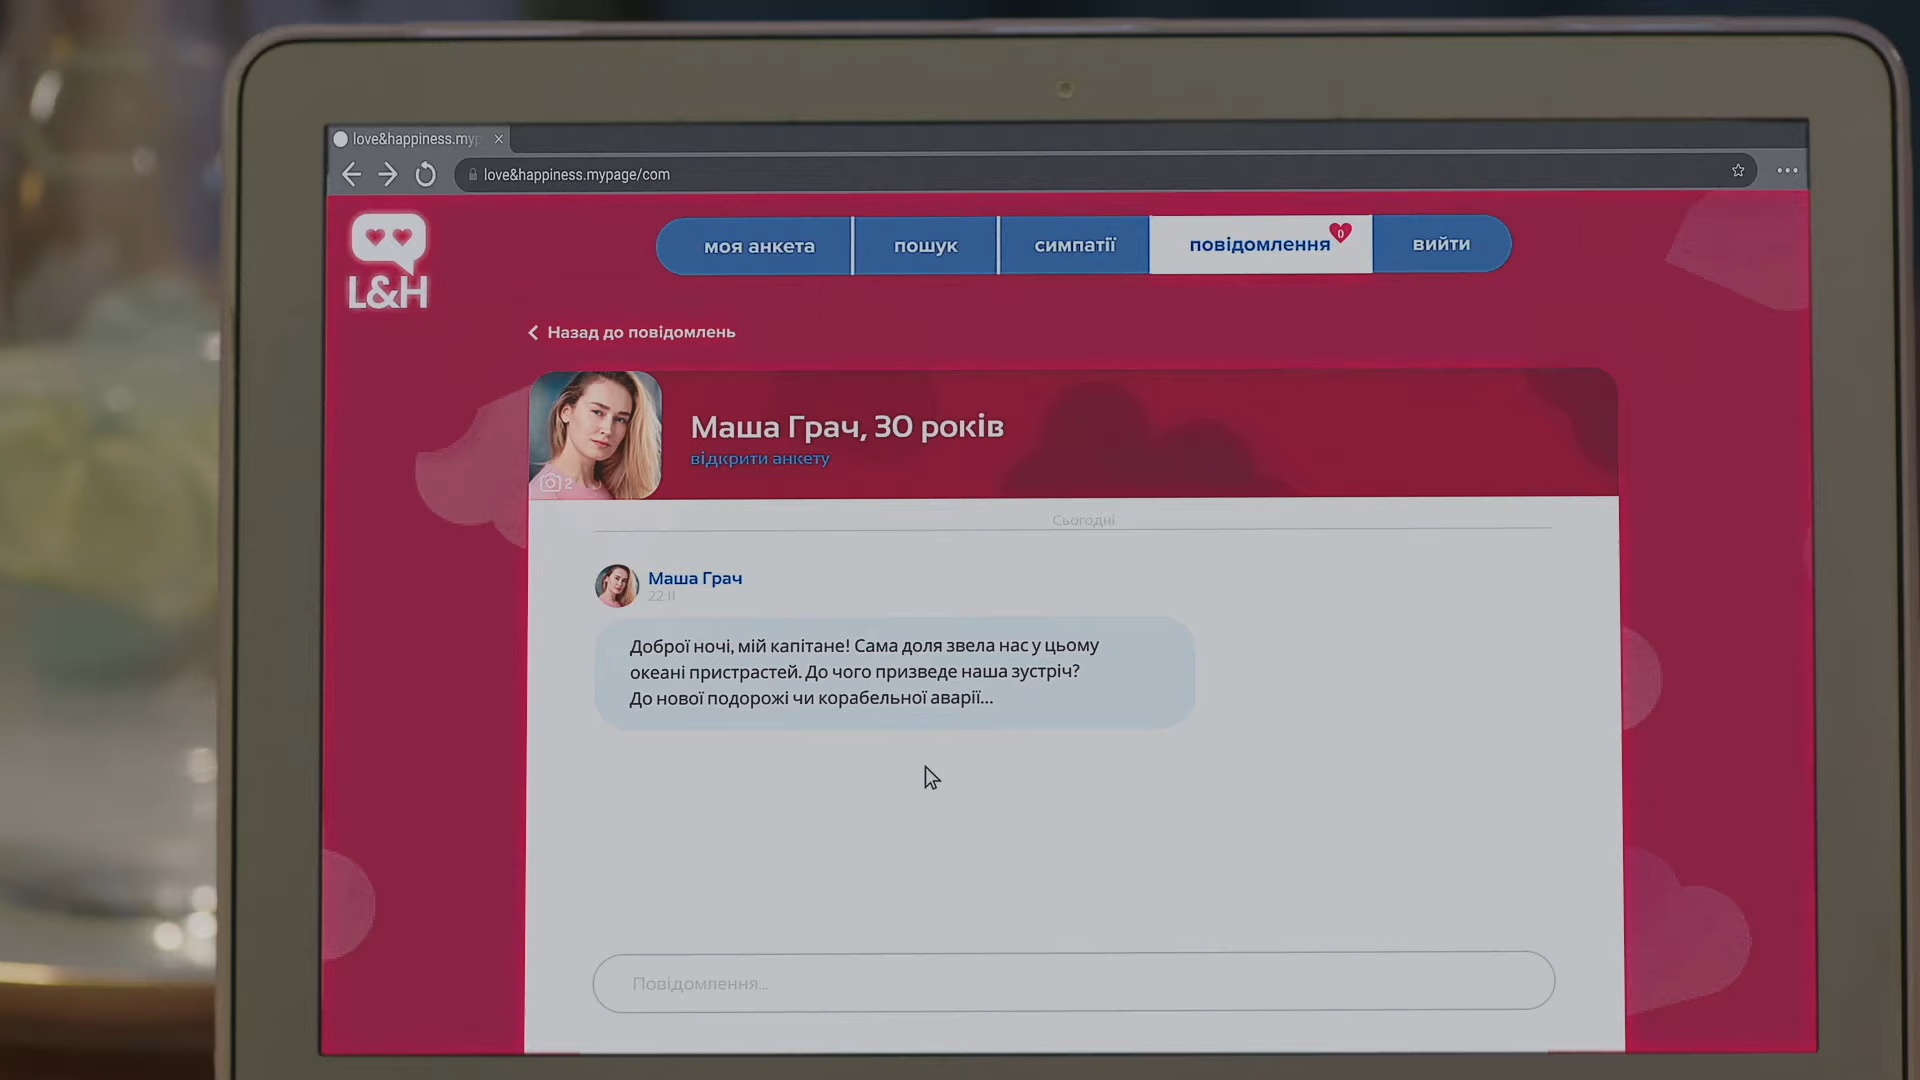 love&happiness.myp
love&happiness.mypage/com
L&H
моя анкета
пошук
симпатії
повідомлення
0
вийти
Назад до повідомлень
Маша Грач, 30 років
відкрити анкету
2
Сьогодні
Маша Грач
22 11
Доброї ночі, мій капітане! Сама доля звела нас у цьому
океані пристрастей. До чого призведе наша зустріч?
До нової подорожі чи корабельної аварії...
Повідомлення...